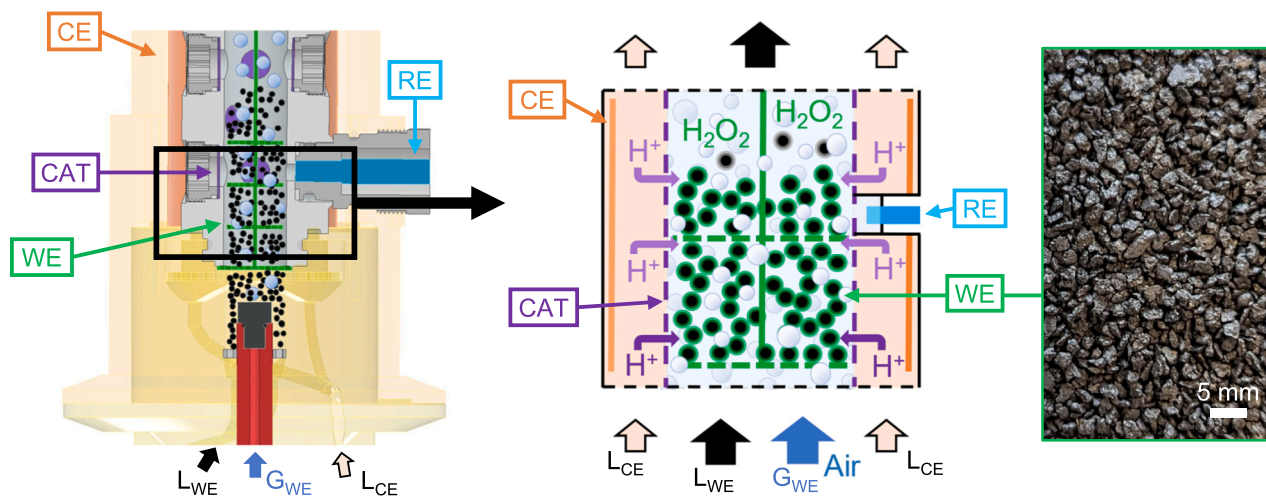 CE
RE
CAT
WE
L_WE
G_WE
L_CE
CE
H₂O₂
H₂O₂
H⁺
H⁺
RE
H⁺
H⁺
CAT
WE
H⁺
H⁺
L_CE
L_WE
G_WE
Air
L_CE
5 mm